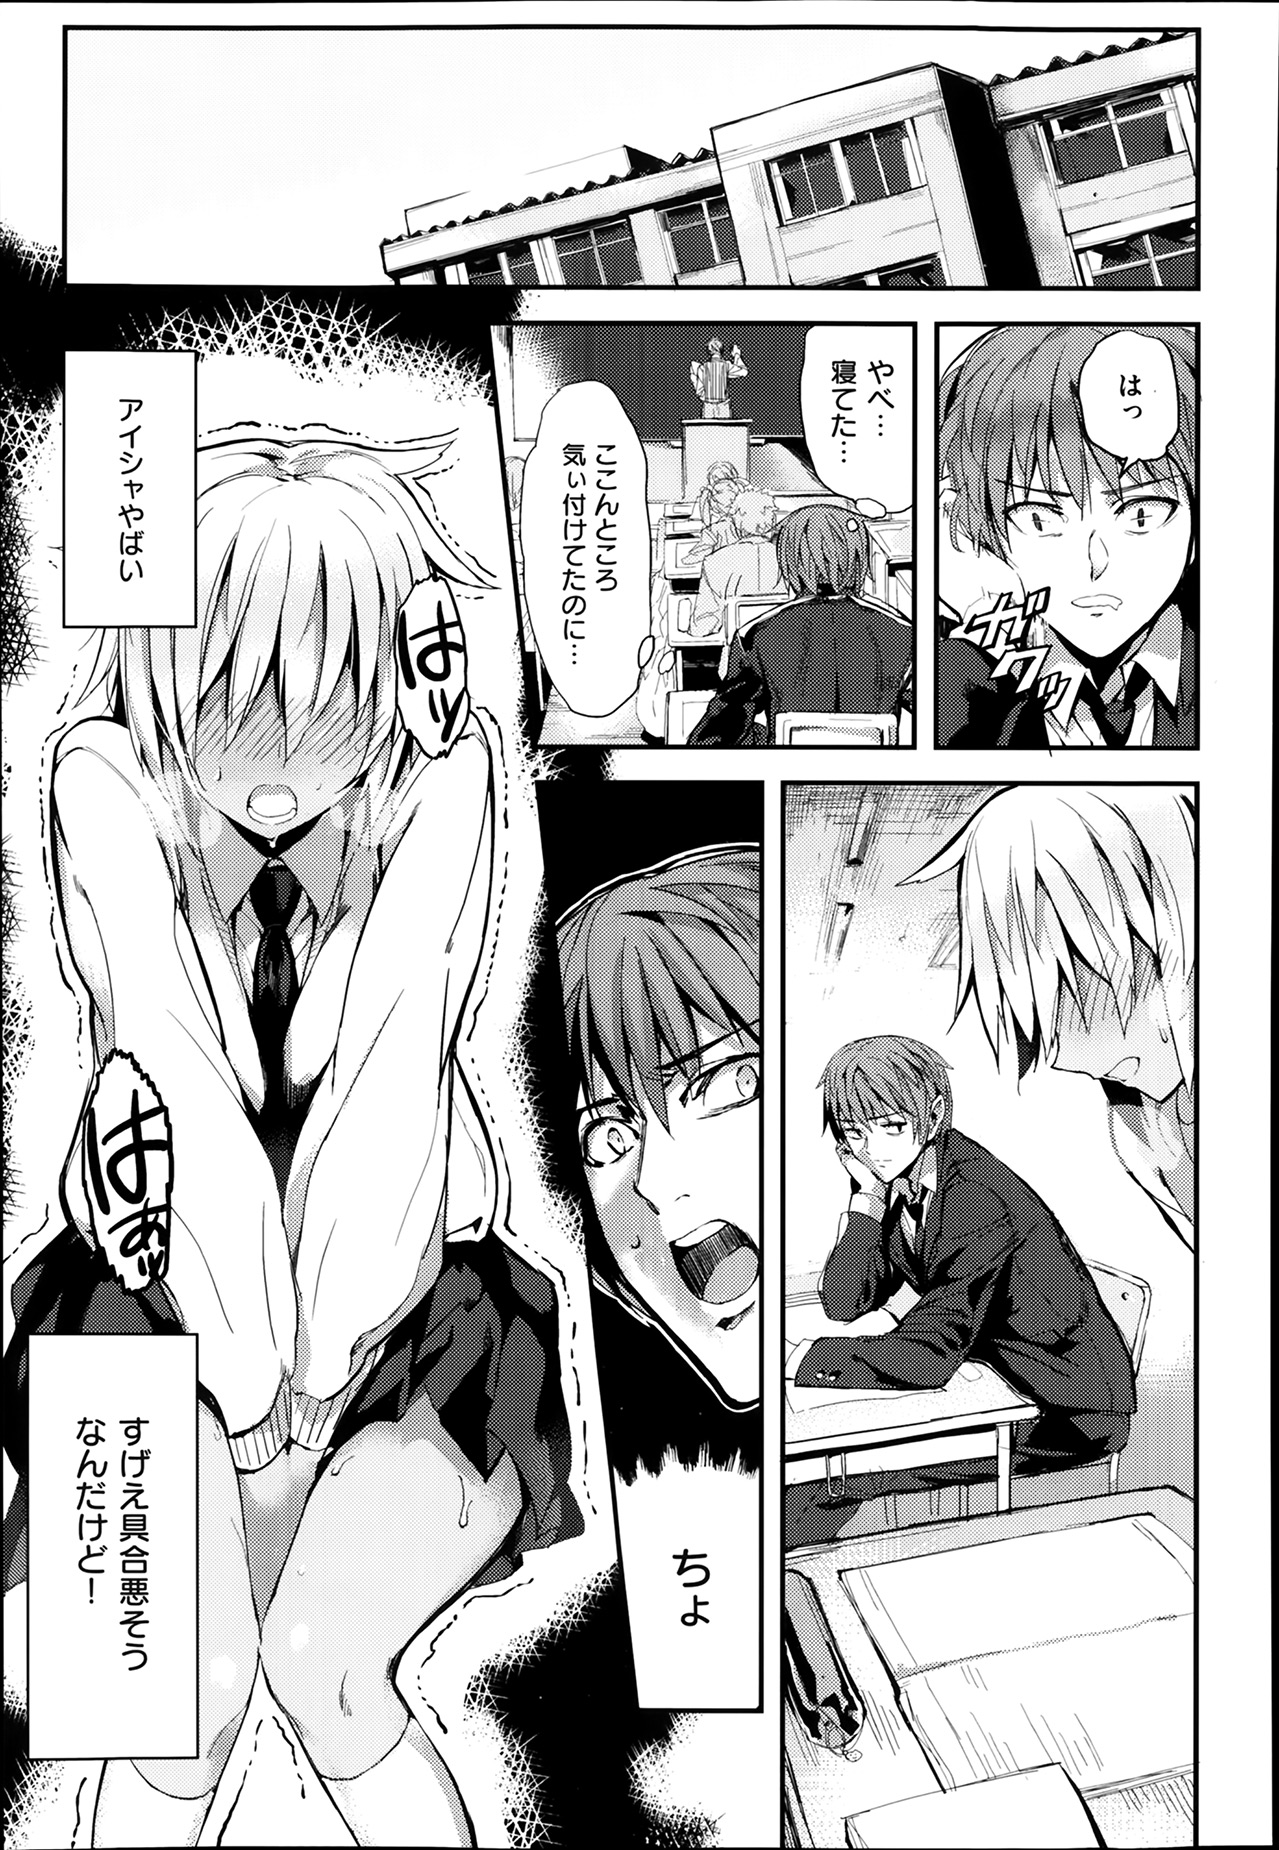 はっ
ガクッ
やべ…
寝てた…
ここんところ
気ぃ付けてたのに…
ちょ
アイシャやばい
はッ
はぁッ
すげえ具合悪そう
なんだけど！